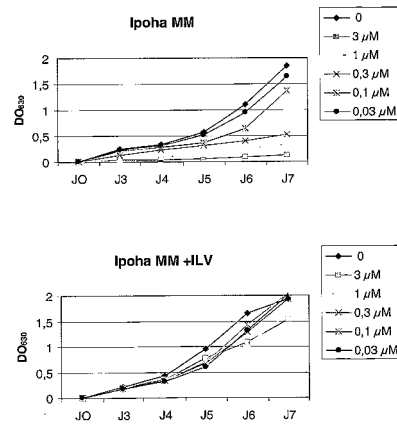 Ipoha MM
DO630
2
1,5
1
0,5
0
JO J3 J4 J5 J6 J7
0
3 µM
1 µM
0,3 µM
0,1 µM
0,03 µM
Ipoha MM +ILV
DO630
2
1,5
1
0,5
0
JO J3 J4 J5 J6 J7
0
3 µM
1 µM
0,3 µM
0,1 µM
0,03 µM